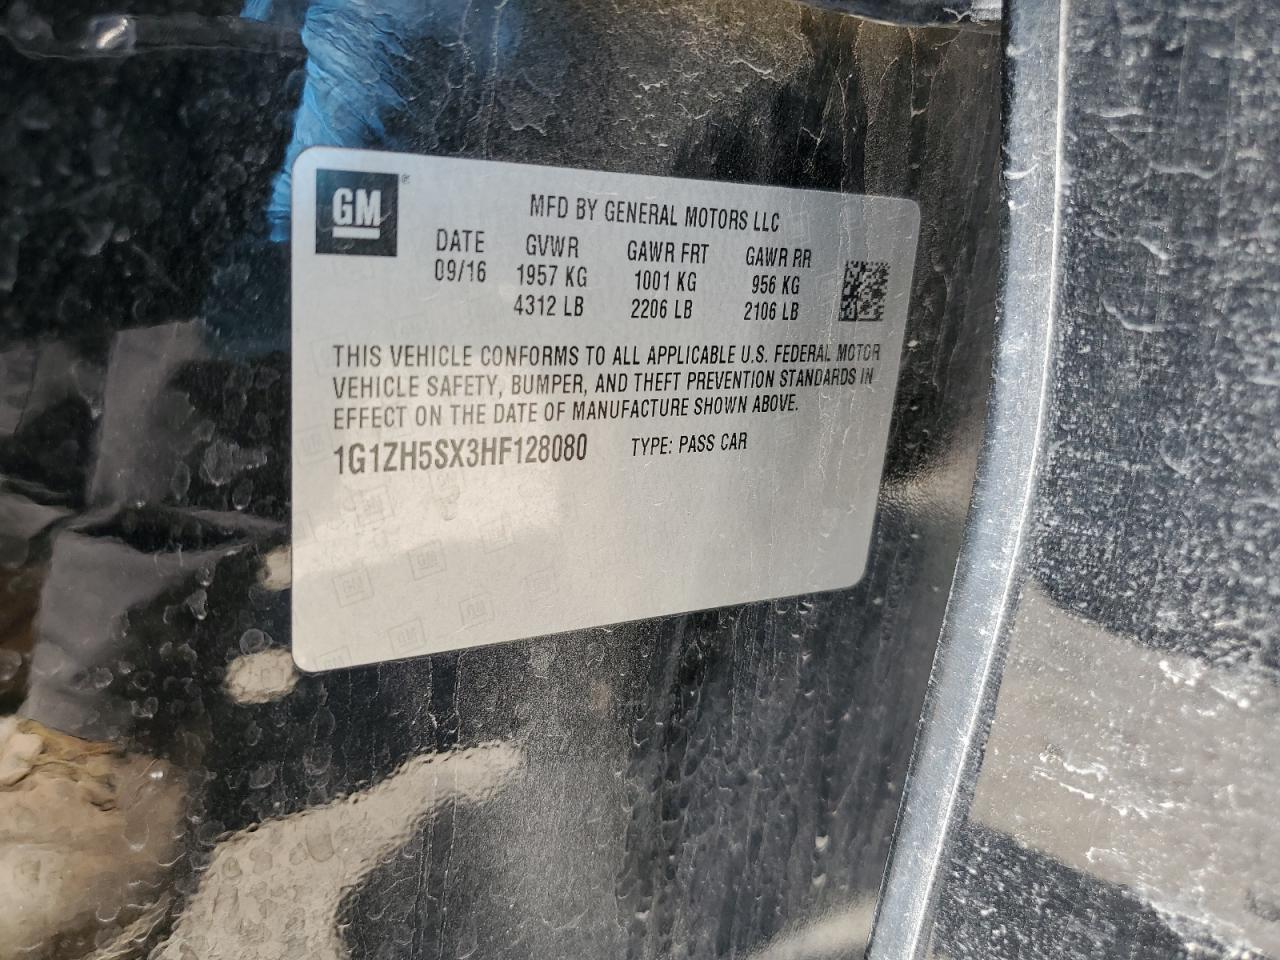 GM ®
MFD BY GENERAL MOTORS LLC
DATE GVWR GAWR FRT GAWR RR
09/16 1957 KG 1001 KG 956 KG
4312 LB 2206 LB 2106 LB
THIS VEHICLE CONFORMS TO ALL APPLICABLE U.S. FEDERAL MOTOR
VEHICLE SAFETY, BUMPER, AND THEFT PREVENTION STANDARDS IN
EFFECT ON THE DATE OF MANUFACTURE SHOWN ABOVE.
1G1ZH5SX3HF128080 TYPE: PASS CAR